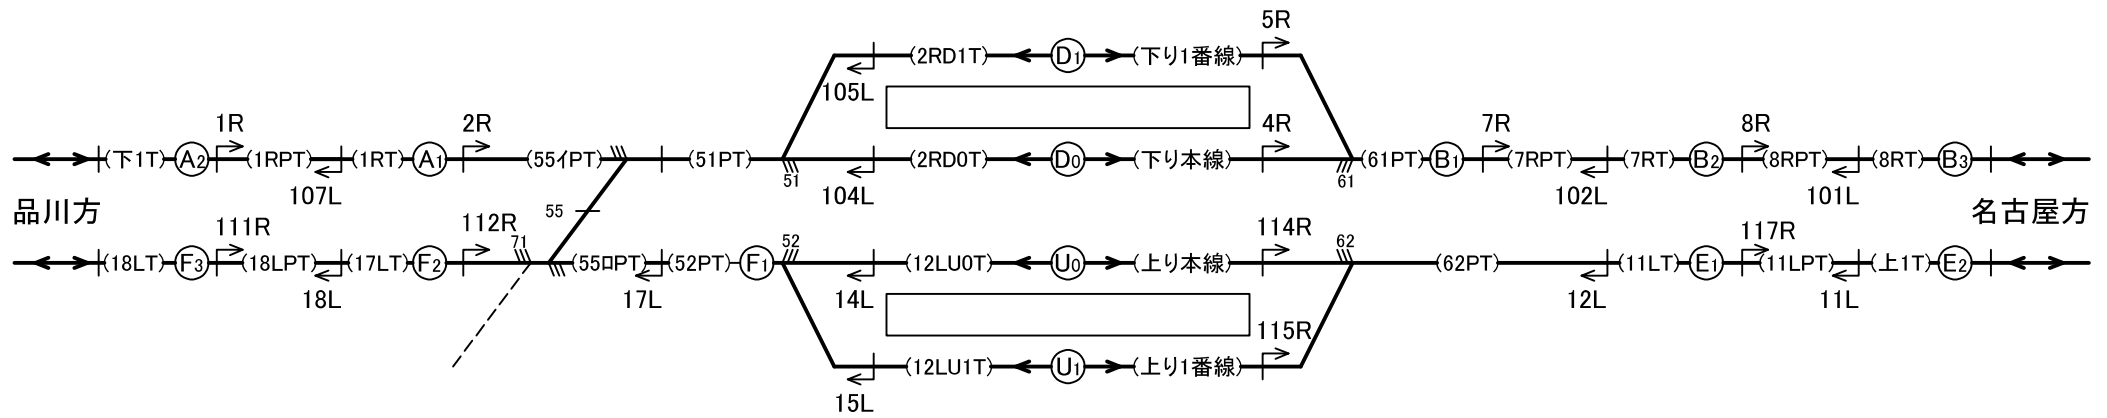 5R
(2RD1T) D1 (下り1番線)
105L
1R 2R 4R 7R 8R
(下1T) A2 (1RPT) (1RT) A1 (55イPT) (51PT) (2RD0T) D0 (下り本線) (61PT) B1 (7RPT) (7RT) B2 (8RPT) (8RT) B3
107L 51 104L 61 102L 101L
品川方 55 名古屋方
111R 112R 71 52 114R 62 117R
(18LT) F3 (18LPT) (17LT) F2 (55ロPT) (52PT) F1 (12LU0T) U0 (上り本線) (62PT) (11LT) E1 (11LPT) (上1T) E2
18L 17L 14L 12L 11L
115R
(12LU1T) U1 (上り1番線)
15L